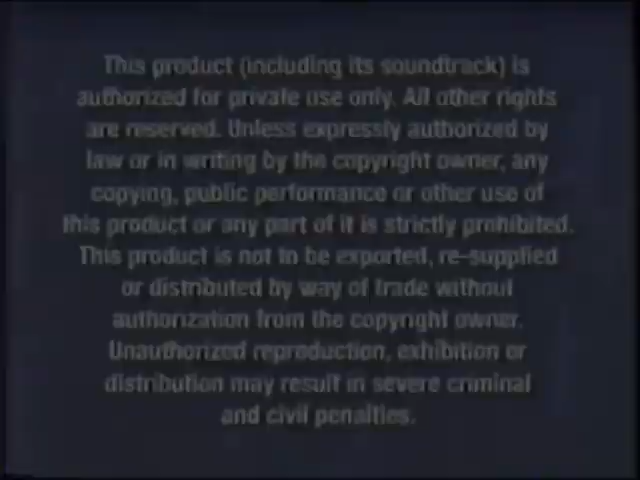 This product (including its soundtrack) is
authorized for private use only. All other rights
are reserved. Unless expressly authorized by
law or in writing by the copyright owner, any
copying, public performance or other use of
this product or any part of it is strictly prohibited.
This product is not to be exported, re-supplied
or distributed by way of trade without
authorization from the copyright owner.
Unauthorized reproduction, exhibition or
distribution may result in severe criminal
and civil penalties.